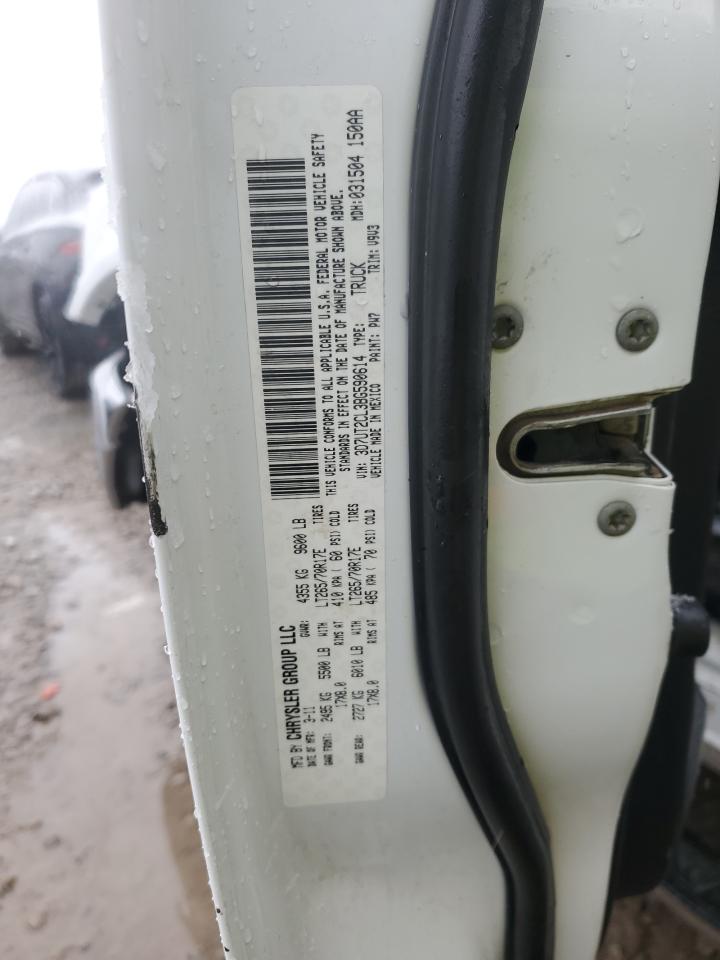 MFD BY CHRYSLER GROUP LLC
DATE OF MFR: 3-11 GVWR: 4355 KG 9600 LB
GAWR FRONT: 2495 KG 5500 LB WITH LT265/70R17E TIRES
17X8.0 RIMS AT 410 KPA ( 60 PSI) COLD
GAWR REAR: 2727 KG 6010 LB WITH LT265/70R17E TIRES
17X8.0 RIMS AT 485 KPA ( 70 PSI) COLD
THIS VEHICLE CONFORMS TO ALL APPLICABLE U.S.A. FEDERAL MOTOR VEHICLE SAFETY
STANDARDS IN EFFECT ON THE DATE OF MANUFACTURE SHOWN ABOVE.
VIN: 3D7UT2CL3BG590614 TYPE: TRUCK MDH:031504 150AA
VEHICLE MADE IN MEXICO PAINT: PW7 TRIM: V9V3